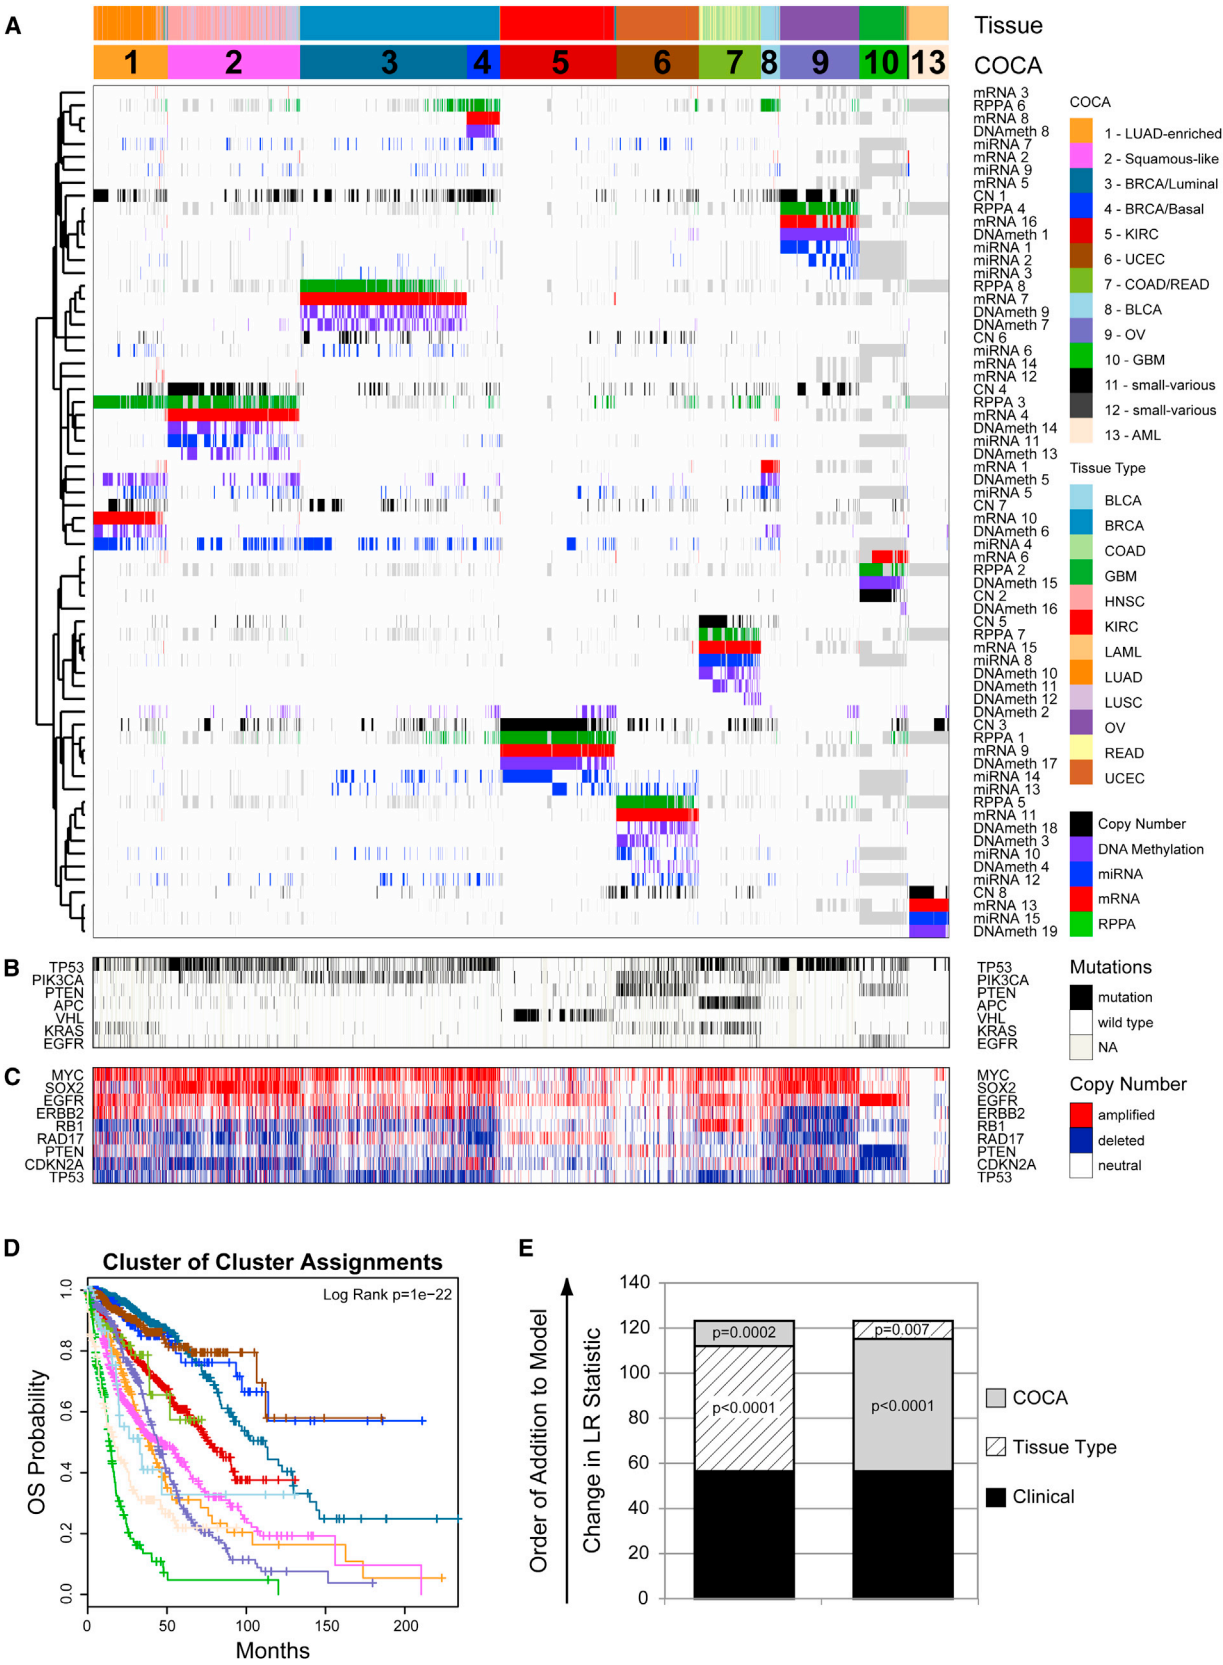 A
Tissue
1 2 3 4 5 6 7 8 9 10 13
COCA
mRNA 3
RPPA 6
mRNA 8
DNAmeth 8
miRNA 7
mRNA 2
miRNA 9
mRNA 5
CN 1
RPPA 4
mRNA 16
DNAmeth 1
miRNA 1
miRNA 2
miRNA 3
RPPA 8
mRNA 7
DNAmeth 9
DNAmeth 7
CN 6
miRNA 6
mRNA 14
mRNA 12
CN 4
RPPA 3
mRNA 4
DNAmeth 14
miRNA 11
DNAmeth 13
mRNA 1
DNAmeth 5
miRNA 5
CN 7
mRNA 10
DNAmeth 6
miRNA 4
mRNA 6
RPPA 2
DNAmeth 15
CN 2
DNAmeth 16
CN 5
RPPA 7
mRNA 15
miRNA 8
DNAmeth 10
DNAmeth 11
DNAmeth 12
DNAmeth 2
CN 3
RPPA 1
mRNA 9
DNAmeth 17
miRNA 14
miRNA 13
RPPA 5
mRNA 11
DNAmeth 18
DNAmeth 3
miRNA 10
DNAmeth 4
miRNA 12
CN 8
mRNA 13
miRNA 15
DNAmeth 19
COCA
1 - LUAD-enriched
2 - Squamous-like
3 - BRCA/Luminal
4 - BRCA/Basal
5 - KIRC
6 - UCEC
7 - COAD/READ
8 - BLCA
9 - OV
10 - GBM
11 - small-various
12 - small-various
13 - AML
Tissue Type
BLCA
BRCA
COAD
GBM
HNSC
KIRC
LAML
LUAD
LUSC
OV
READ
UCEC
Copy Number
DNA Methylation
miRNA
mRNA
RPPA
B
TP53
PIK3CA
PTEN
APC
VHL
KRAS
EGFR
TP53
PIK3CA
PTEN
APC
VHL
KRAS
EGFR
Mutations
mutation
wild type
NA
C
MYC
SOX2
EGFR
ERBB2
RB1
RAD17
PTEN
CDKN2A
TP53
MYC
SOX2
EGFR
ERBB2
RB1
RAD17
PTEN
CDKN2A
TP53
Copy Number
amplified
deleted
neutral
D
Cluster of Cluster Assignments
Log Rank p=1e−22
OS Probability
1.0
0.8
0.6
0.4
0.2
0.0
0 50 100 150 200
Months
E
Order of Addition to Model
Change in LR Statistic
140
120
100
80
60
40
20
0
p=0.0002
p<0.0001
p=0.007
p<0.0001
COCA
Tissue Type
Clinical